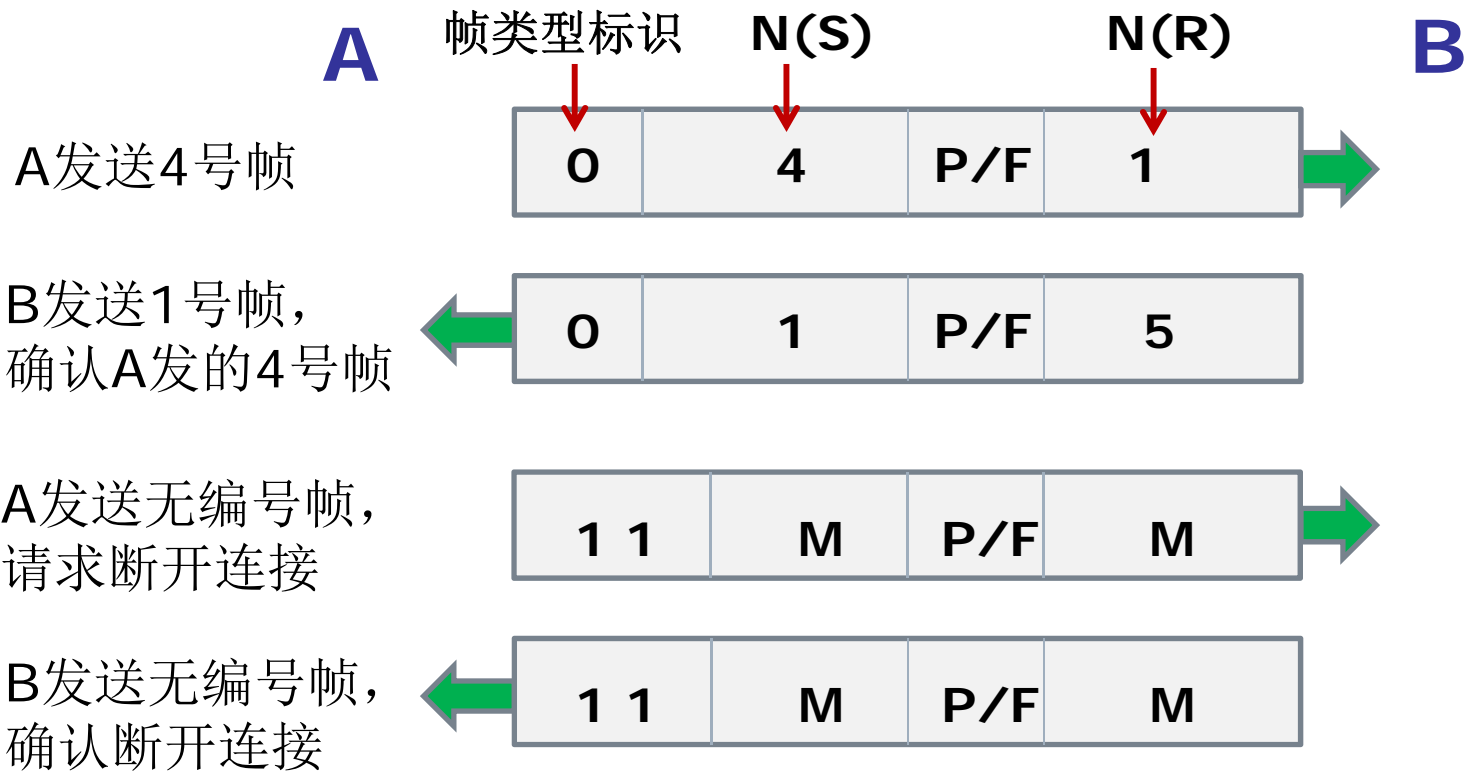 A 帧类型标识 N(S) N(R) B
A发送4号帧 0 4 P/F 1
B发送1号帧，
确认A发的4号帧 0 1 P/F 5
A发送无编号帧，
请求断开连接 1 1 M P/F M
B发送无编号帧，
确认断开连接 1 1 M P/F M